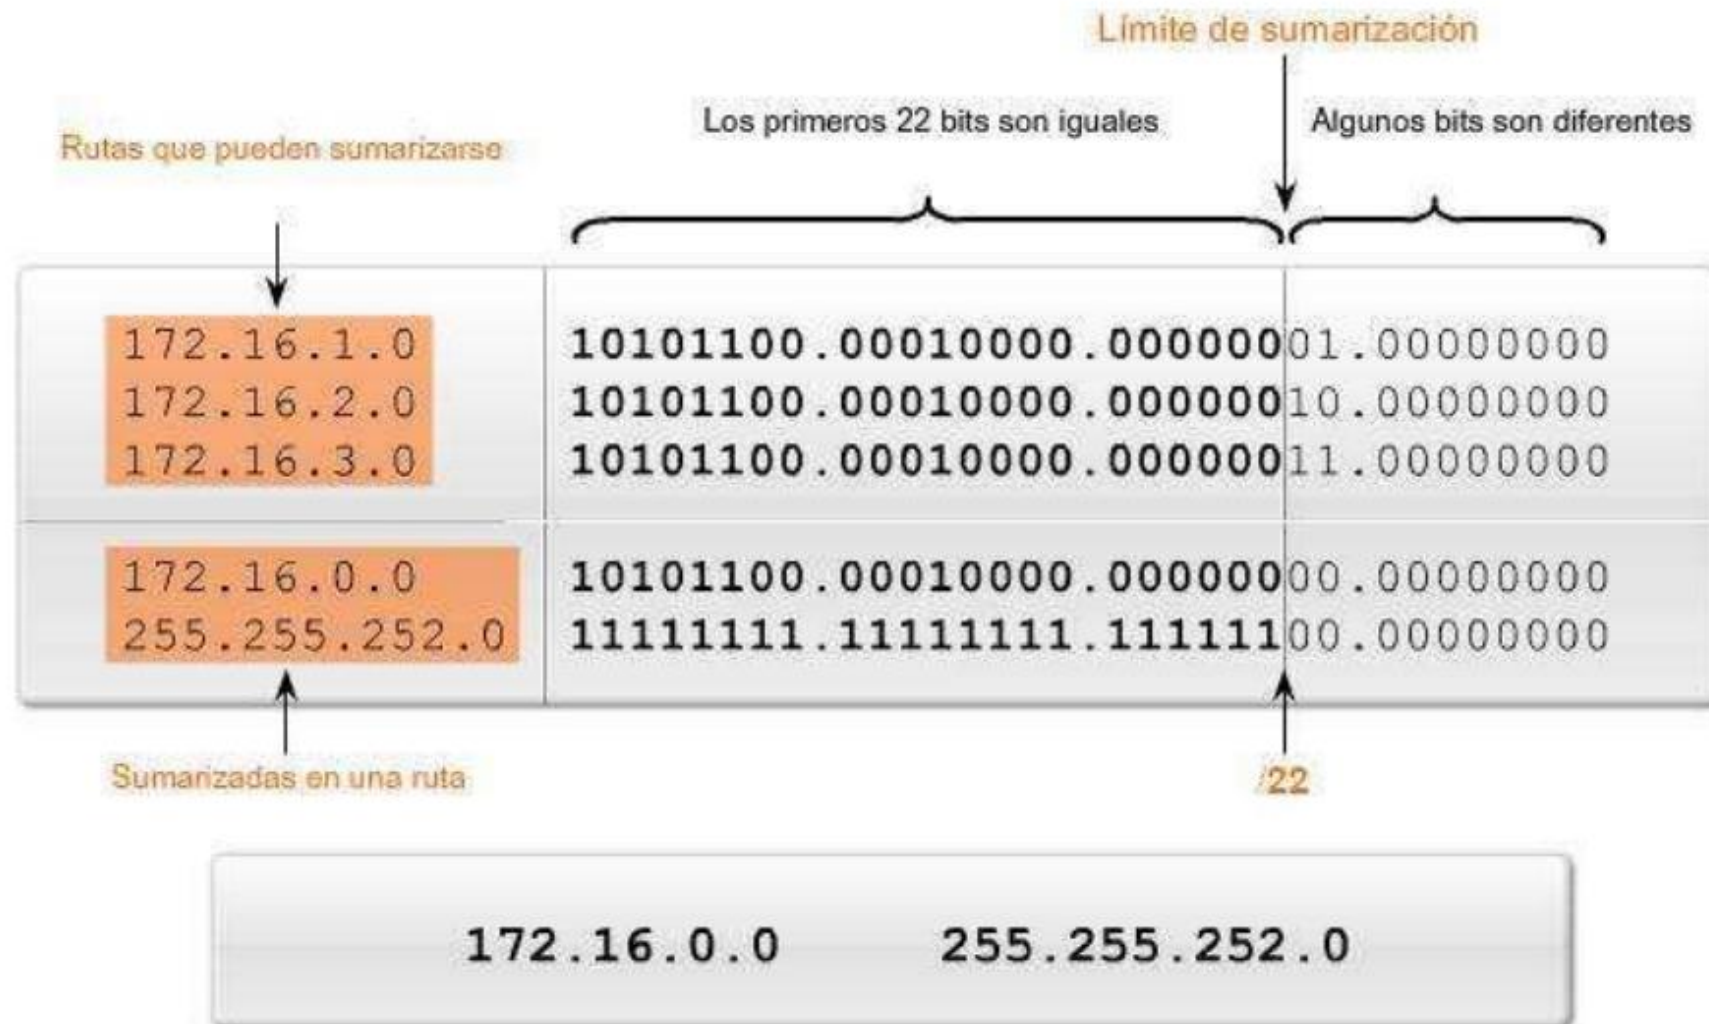 Límite de sumarización
Los primeros 22 bits son iguales
Algunos bits son diferentes
Rutas que pueden sumarizarse
172.16.1.0 10101100.00010000.00000001.00000000
172.16.2.0 10101100.00010000.00000010.00000000
172.16.3.0 10101100.00010000.00000011.00000000
172.16.0.0 10101100.00010000.00000000.00000000
255.255.252.0 11111111.11111111.11111100.00000000
Sumarizadas en una ruta
/22
172.16.0.0 255.255.252.0